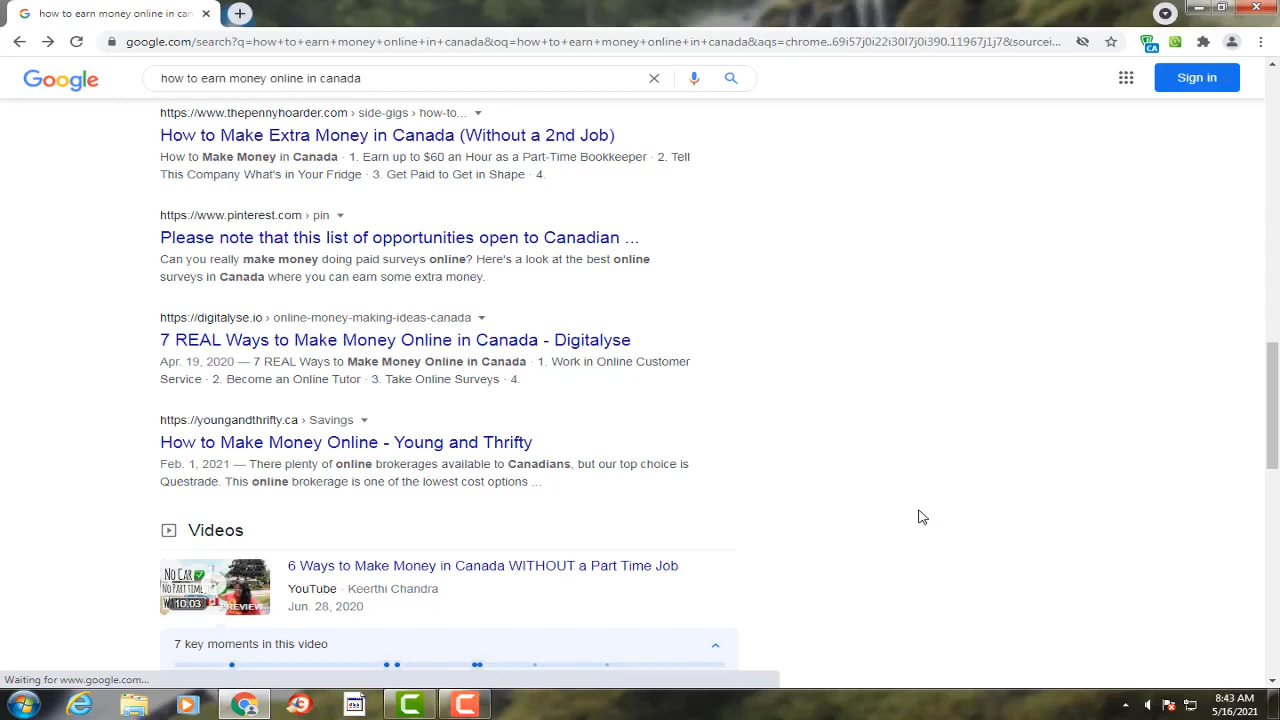 how to earn money online in can
google.com/search?q=how+to+earn+money+online+in+canada&oq=how+to+earn+money+online+in+canada&aqs=chrome..69i57j0i22i30l7j0i390.11967j1j7&sourcei...
CA
Google
how to earn money online in canada
Sign in
https://www.thepennyhoarder.com › side-gigs › how-to...
How to Make Extra Money in Canada (Without a 2nd Job)
How to Make Money in Canada · 1. Earn up to $60 an Hour as a Part-Time Bookkeeper · 2. Tell
This Company What's in Your Fridge · 3. Get Paid to Get in Shape · 4.
https://www.pinterest.com › pin
Please note that this list of opportunities open to Canadian ...
Can you really make money doing paid surveys online? Here's a look at the best online
surveys in Canada where you can earn some extra money.
https://digitalyse.io › online-money-making-ideas-canada
7 REAL Ways to Make Money Online in Canada - Digitalyse
Apr. 19, 2020 — 7 REAL Ways to Make Money Online in Canada · 1. Work in Online Customer
Service · 2. Become an Online Tutor · 3. Take Online Surveys · 4.
https://youngandthrifty.ca › Savings
How to Make Money Online - Young and Thrifty
Feb. 1, 2021 — There plenty of online brokerages available to Canadians, but our top choice is
Questrade. This online brokerage is one of the lowest cost options ...
Videos
NO CAR
NO PART TIME
10:03
PREVIEW
6 Ways to Make Money in Canada WITHOUT a Part Time Job
YouTube · Keerthi Chandra
Jun. 28, 2020
7 key moments in this video
Waiting for www.google.com...
8:43 AM
5/16/2021